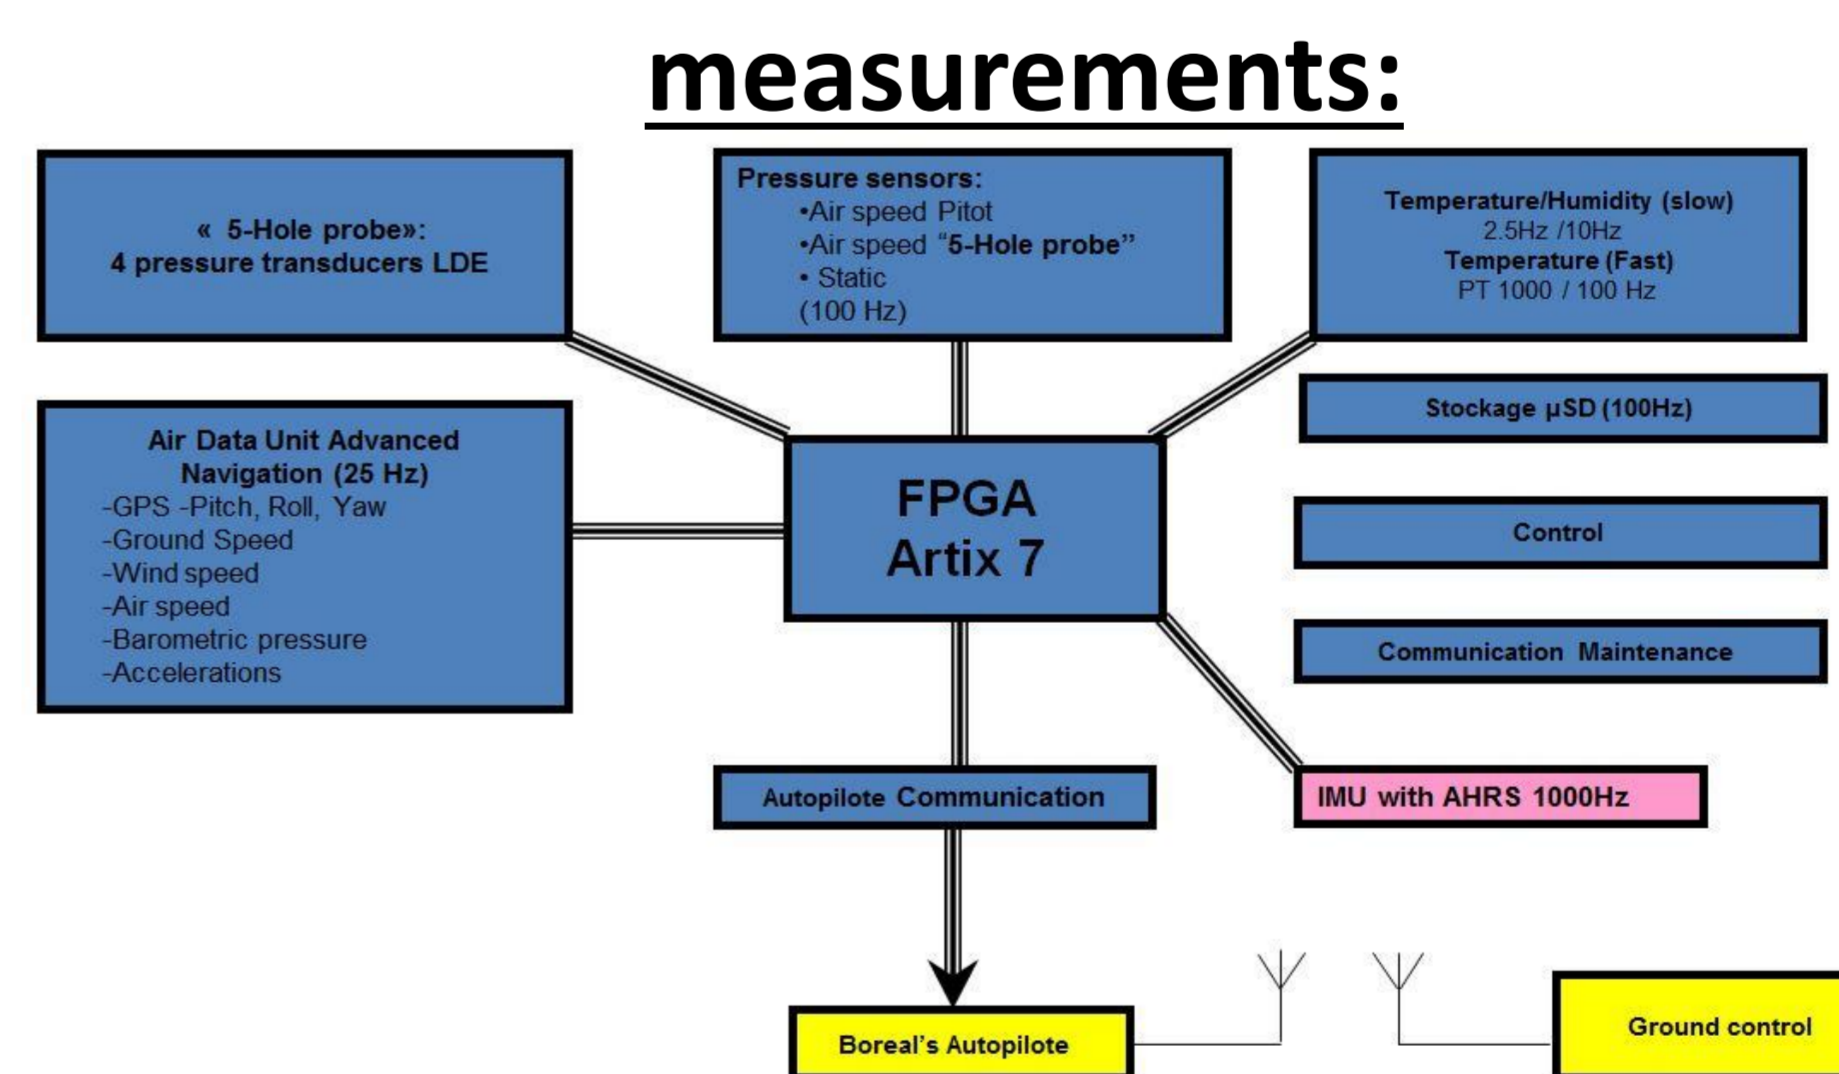 measurements:
« 5-Hole probe»:
4 pressure transducers LDE
Pressure sensors:
•Air speed Pitot
•Air speed “5-Hole probe”
• Static
(100 Hz)
Temperature/Humidity (slow)
2.5Hz /10Hz
Temperature (Fast)
PT 1000 / 100 Hz
Stockage µSD (100Hz)
Air Data Unit Advanced
Navigation (25 Hz)
-GPS -Pitch, Roll, Yaw
-Ground Speed
-Wind speed
-Air speed
-Barometric pressure
-Accelerations
FPGA
Artix 7
Control
Communication Maintenance
Autopilote Communication
IMU with AHRS 1000Hz
Boreal's Autopilote
Ground control